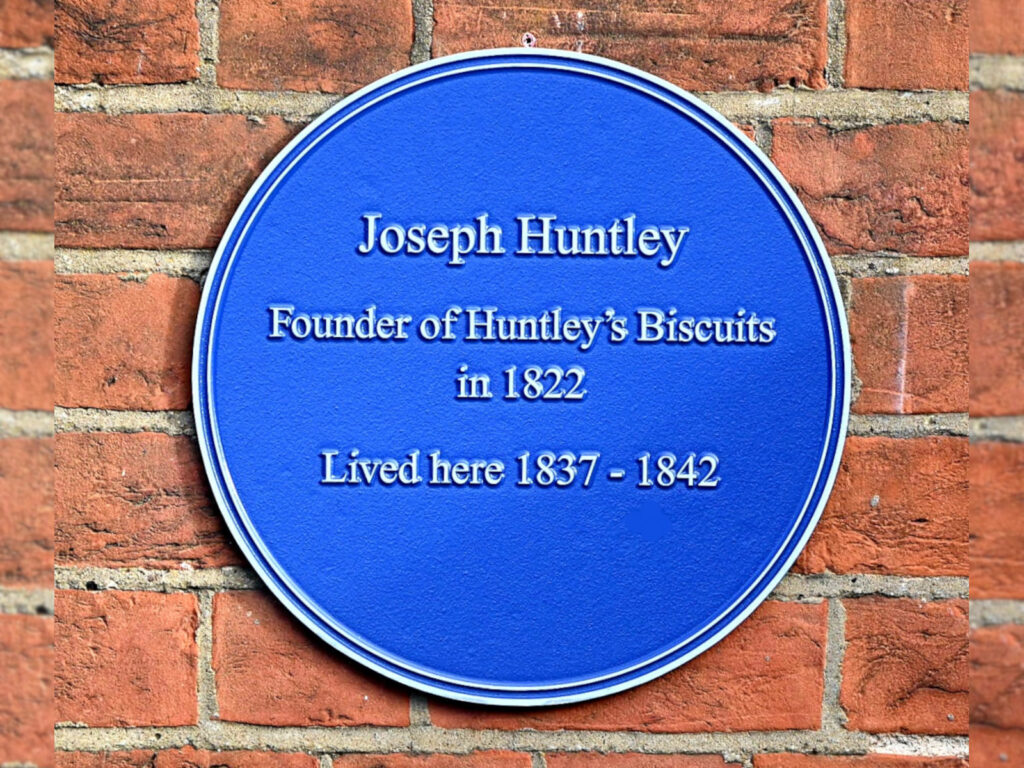 Joseph Huntley
Founder of Huntley's Biscuits
in 1822
Lived here 1837 - 1842